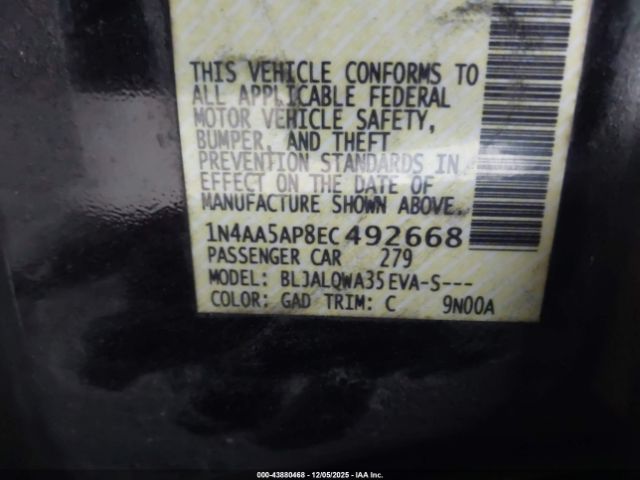 THIS VEHICLE CONFORMS TO
ALL APPLICABLE FEDERAL
MOTOR VEHICLE SAFETY,
BUMPER, AND THEFT
PREVENTION STANDARDS IN
EFFECT ON THE DATE OF
MANUFACTURE SHOWN ABOVE.
1N4AA5AP8EC492668
PASSENGER CAR 279
MODEL: BLJALQWA35EVA-S---
COLOR: GAD TRIM: C 9N00A
000-43880468 - 12/05/2025 - IAA Inc.